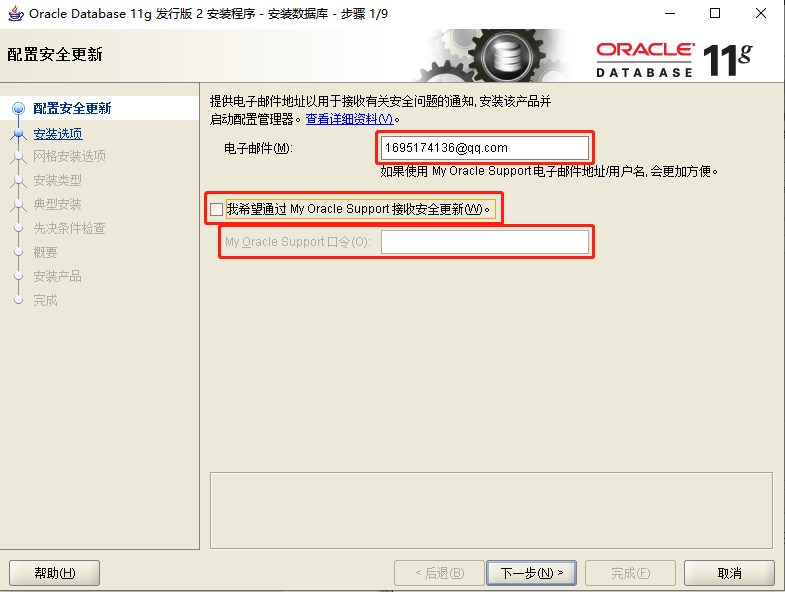 Oracle Database 11g 发行版 2 安装程序 - 安装数据库 - 步骤 1/9
配置安全更新
ORACLE
DATABASE 11g
配置安全更新
安装选项
网格安装选项
安装类型
典型安装
先决条件检查
概要
安装产品
完成
提供电子邮件地址以用于接收有关安全问题的通知, 安装该产品并
启动配置管理器。查看详细资料(V)。
电子邮件(M): 1695174136@qq.com
如果使用 My Oracle Support 电子邮件地址/用户名, 会更加方便。
我希望通过 My Oracle Support 接收安全更新(W)。
My Oracle Support 口令(O):
帮助(H) < 后退(B) 下一步(N) > 完成(F) 取消